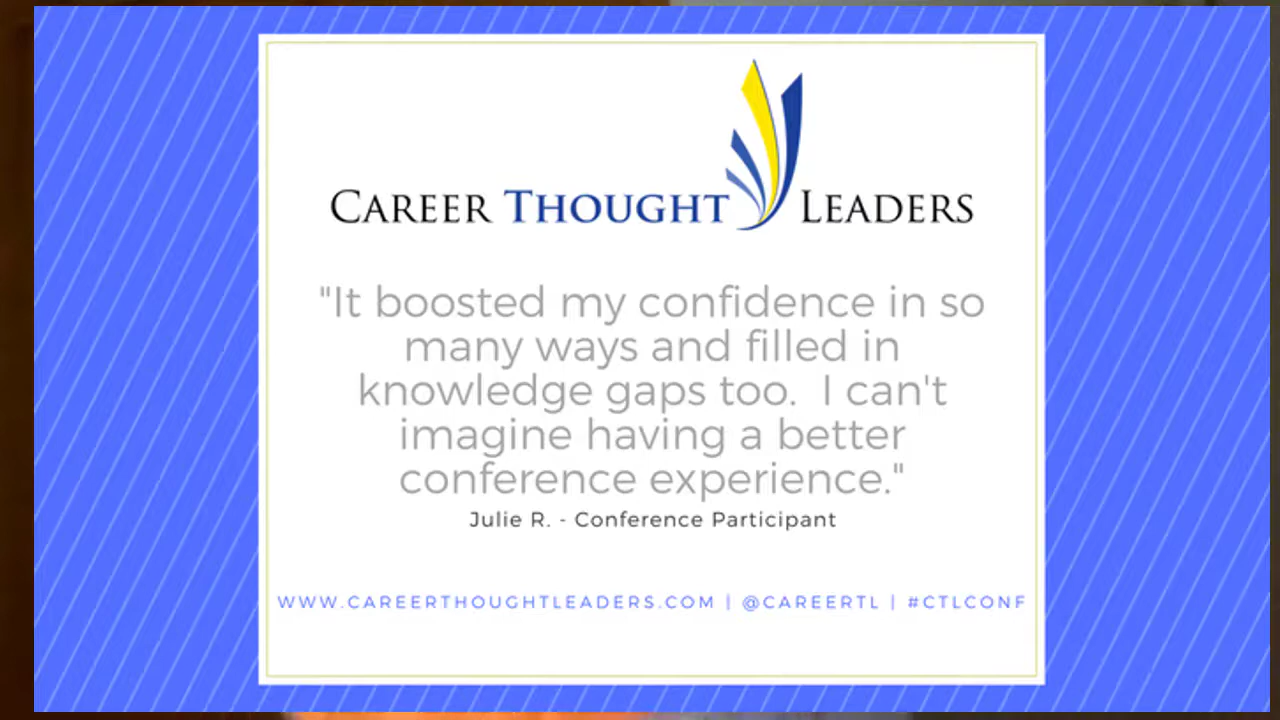 CAREER THOUGHT LEADERS
"It boosted my confidence in so
many ways and filled in
knowledge gaps too.  I can't
imagine having a better
conference experience."
Julie R. - Conference Participant
WWW.CAREERTHOUGHTLEADERS.COM | @CAREERTL | #CTLCONF